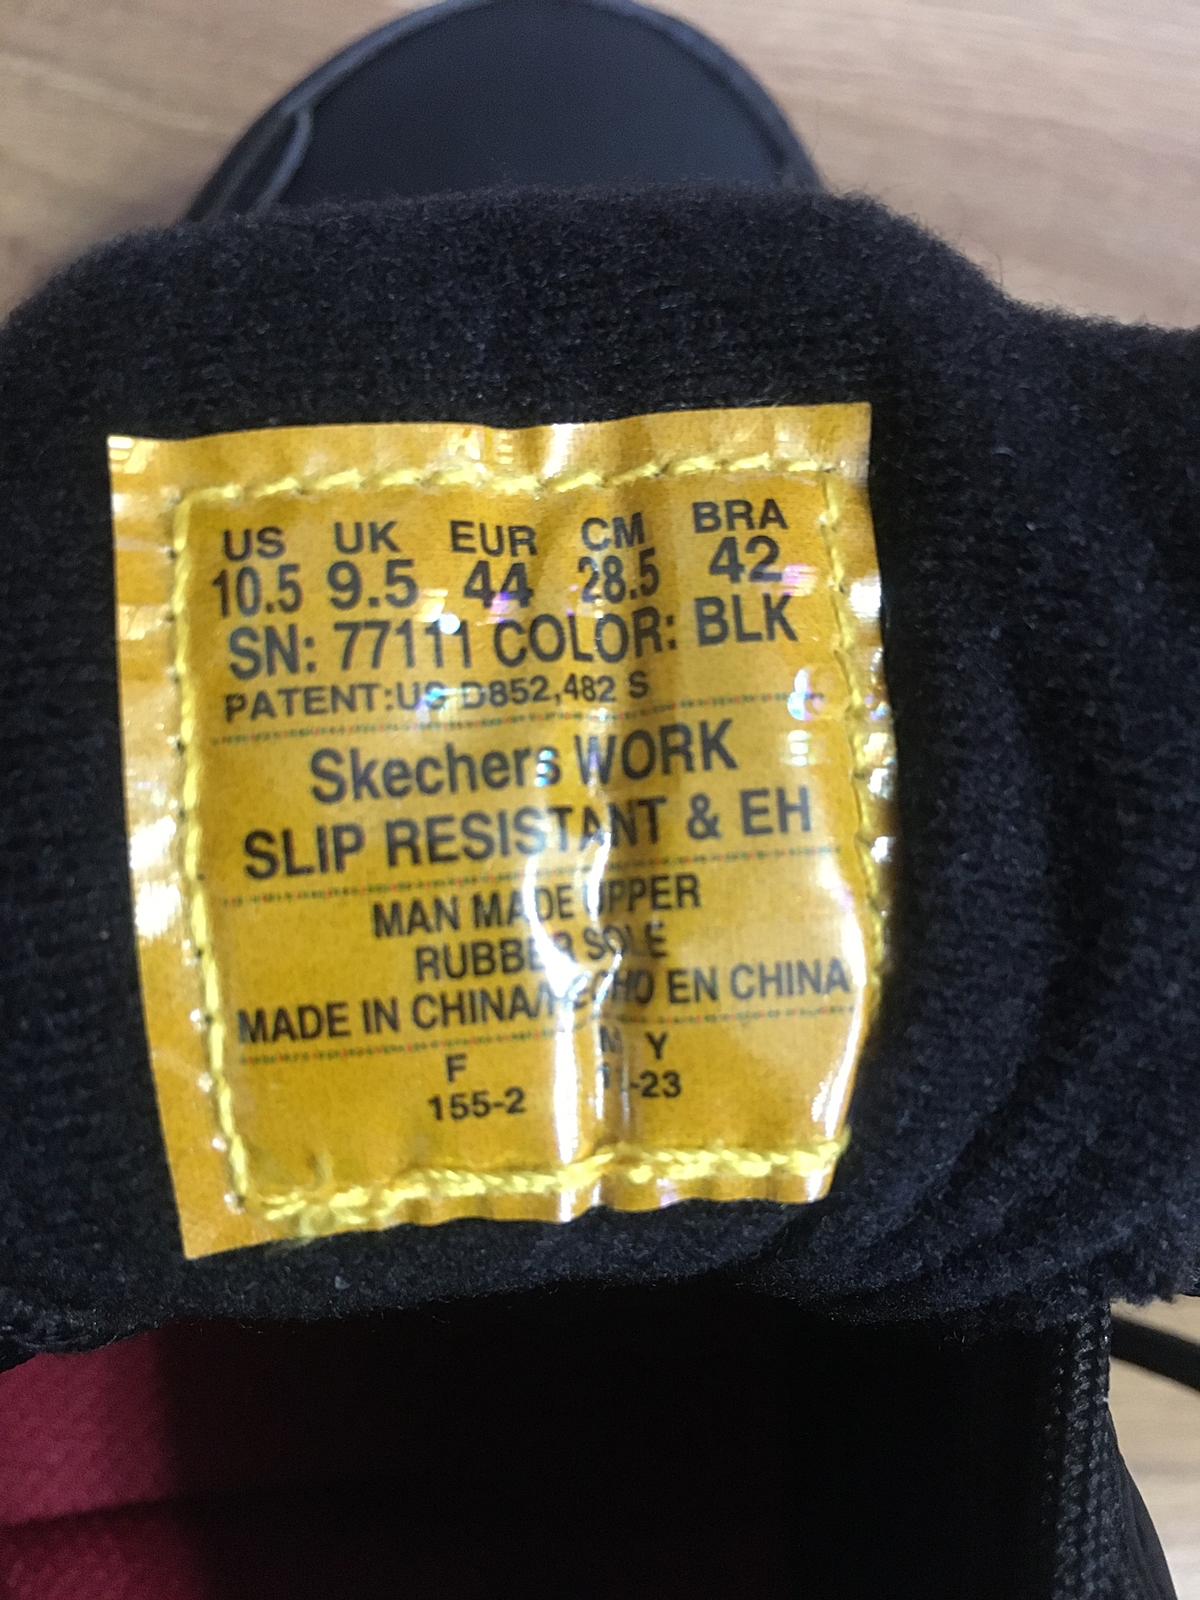 US UK EUR CM BRA
10.5 9.5 44 28.5 42
SN: 77111 COLOR: BLK
PATENT:US D852,482 S
Skechers WORK
SLIP RESISTANT & EH
MAN MADE UPPER
RUBBER SOLE
MADE IN CHINA/HECHO EN CHINA
F M Y
155-2 -23